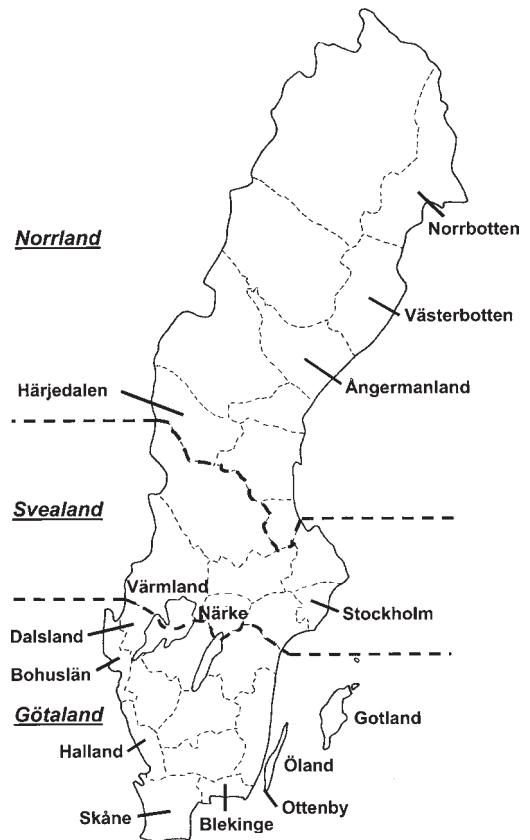 Norrbotten
Norrland
Västerbotten
Ångermanland
Härjedalen
Svealand
Värmland
Närke
Stockholm
Dalsland
Bohuslän
Götaland
Gotland
Halland
Öland
Ottenby
Skåne
Blekinge